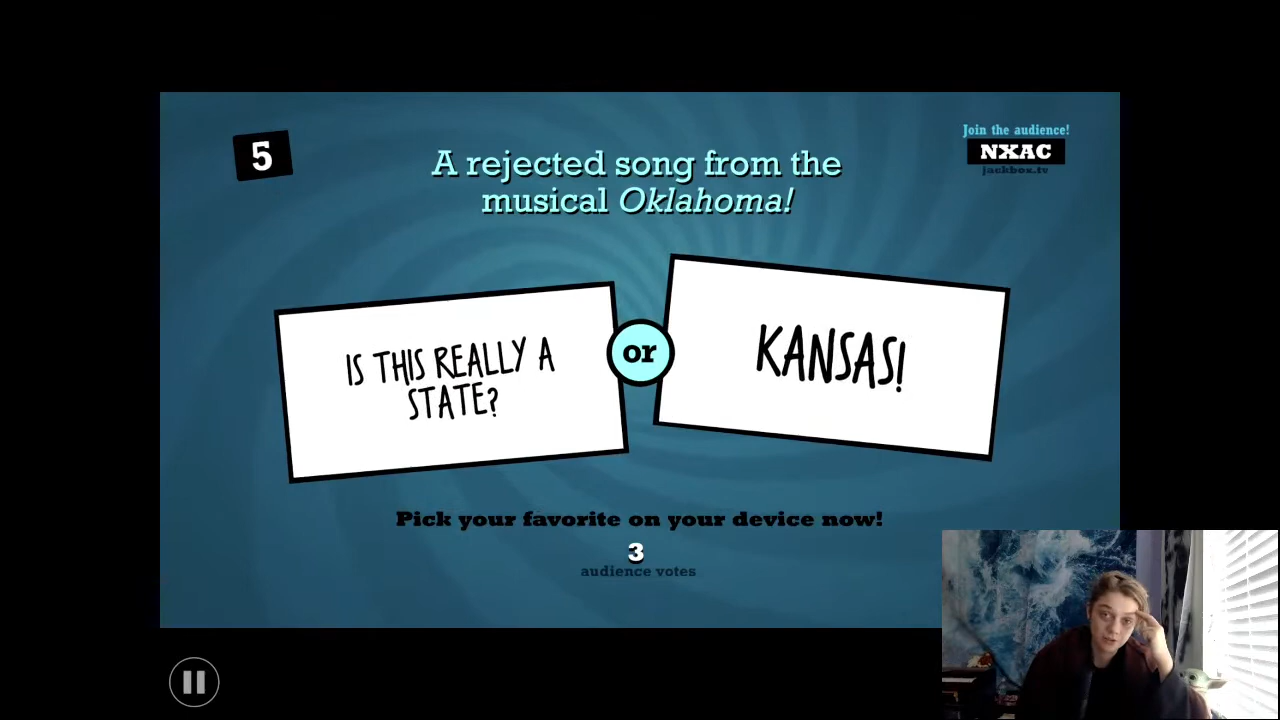 5
A rejected song from the
musical Oklahoma!
Join the audience!
NXAC
jackbox.tv
IS THIS REALLY A
STATE?
or
KANSAS!
Pick your favorite on your device now!
3
audience votes